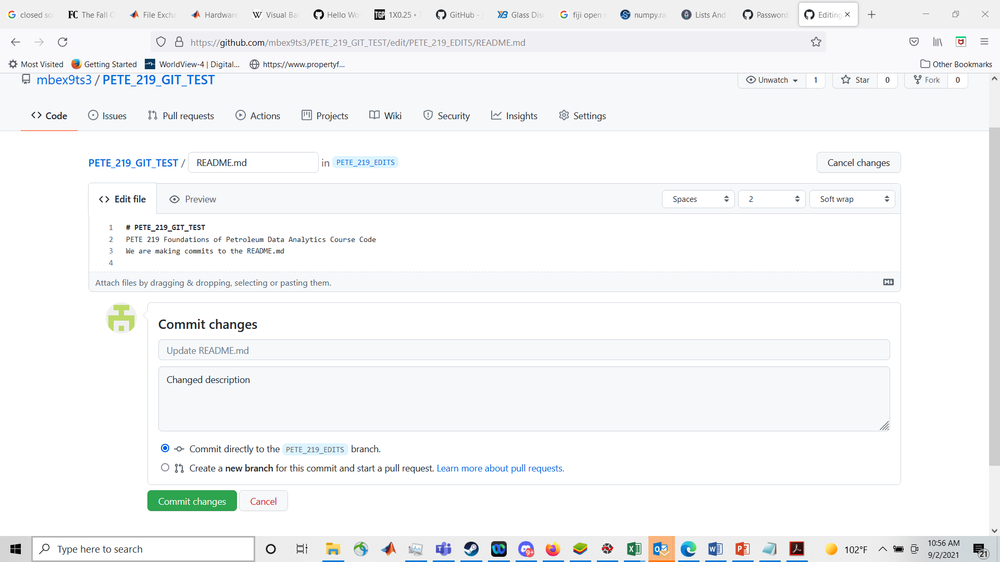 closed so
FC The Fall O
File Excha
Hardware
W Visual Bas
Hello Wo
TGP 1X0.25 • T
GitHub - j
YB Glass Disc
fiji open s
numpy.ra
Lists And
Password
Editing
https://github.com/mbex9ts3/PETE_219_GIT_TEST/edit/PETE_219_EDITS/README.md
Most Visited
Getting Started
WorldView-4 | Digital...
https://www.propertyf...
Other Bookmarks
mbex9ts3 / PETE_219_GIT_TEST
Unwatch 1
Star 0
Fork 0
Code
Issues
Pull requests
Actions
Projects
Wiki
Security
Insights
Settings
PETE_219_GIT_TEST / README.md in PETE_219_EDITS
Cancel changes
Edit file
Preview
Spaces
2
Soft wrap
1 # PETE_219_GIT_TEST
2 PETE 219 Foundations of Petroleum Data Analytics Course Code
3 We are making commits to the README.md
4
Attach files by dragging & dropping, selecting or pasting them.
Commit changes
Update README.md
Changed description
Commit directly to the PETE_219_EDITS branch.
Create a new branch for this commit and start a pull request. Learn more about pull requests.
Commit changes
Cancel
Type here to search
9+
102°F
10:56 AM
9/2/2021
21